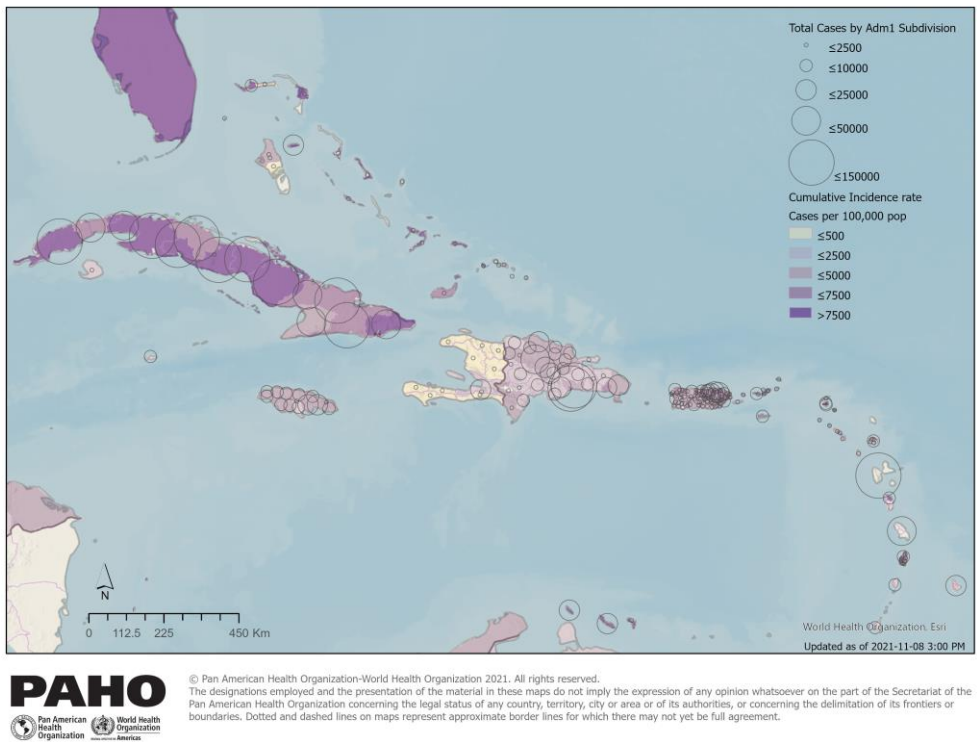 Total Cases by Adm1 Subdivision
≤2500
≤10000
≤25000
≤50000
≤150000
Cumulative Incidence rate
Cases per 100,000 pop
≤500
≤2500
≤5000
≤7500
>7500
N
0 112.5 225 450 Km
World Health Organization, Esri
Updated as of 2021-11-08 3:00 PM
PAHO
Pan American
Health
Organization
World Health
Organization
Americas
© Pan American Health Organization-World Health Organization 2021. All rights reserved.
The designations employed and the presentation of the material in these maps do not imply the expression of any opinion whatsoever on the part of the Secretariat of the
Pan American Health Organization concerning the legal status of any country, territory, city or area or of its authorities, or concerning the delimitation of its frontiers or
boundaries. Dotted and dashed lines on maps represent approximate border lines for which there may not yet be full agreement.